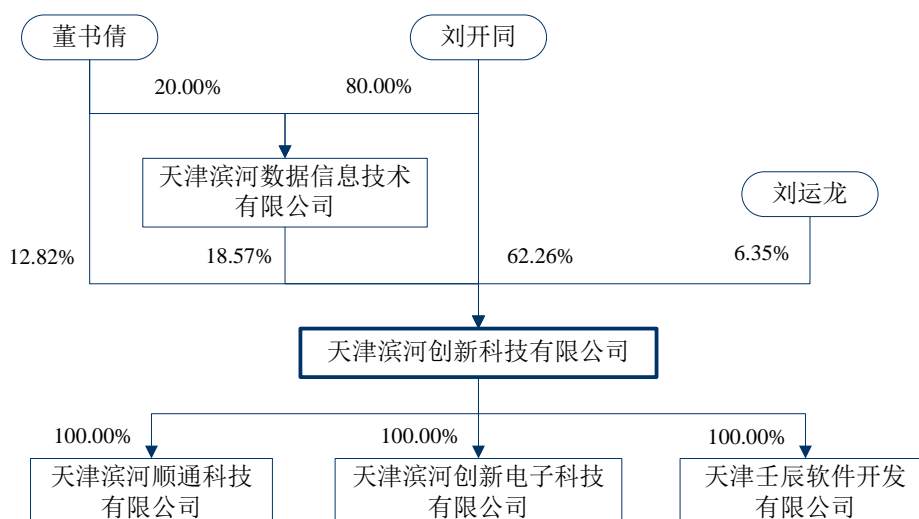 董书倩
刘开同
20.00%
80.00%
天津滨河数据信息技术
有限公司
刘运龙
12.82%
18.57%
62.26%
6.35%
天津滨河创新科技有限公司
100.00%
100.00%
100.00%
天津滨河顺通科技
有限公司
天津滨河创新电子科技
有限公司
天津壬辰软件开发
有限公司